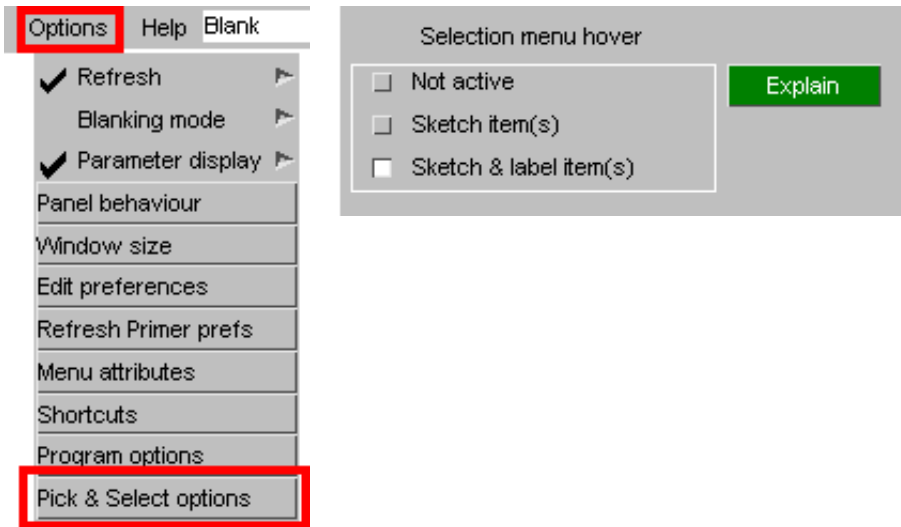 Options Help Blank
Refresh
Blanking mode
Parameter display
Panel behaviour
Window size
Edit preferences
Refresh Primer prefs
Menu attributes
Shortcuts
Program options
Pick & Select options
Selection menu hover
Not active
Explain
Sketch item(s)
Sketch & label item(s)